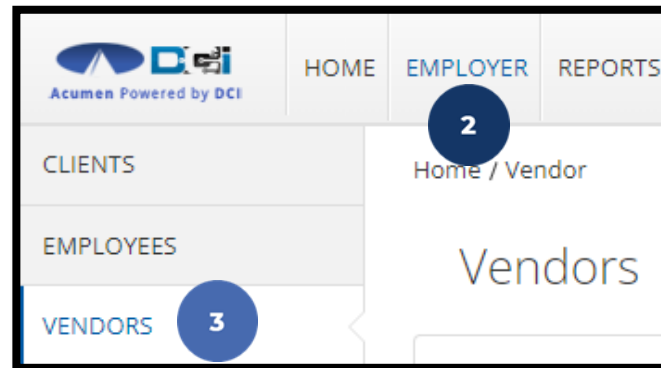 DCI
Acumen Powered by DCI
HOME
EMPLOYER
REPORTS
2
CLIENTS
Home / Vendor
EMPLOYEES
Vendors
VENDORS
3